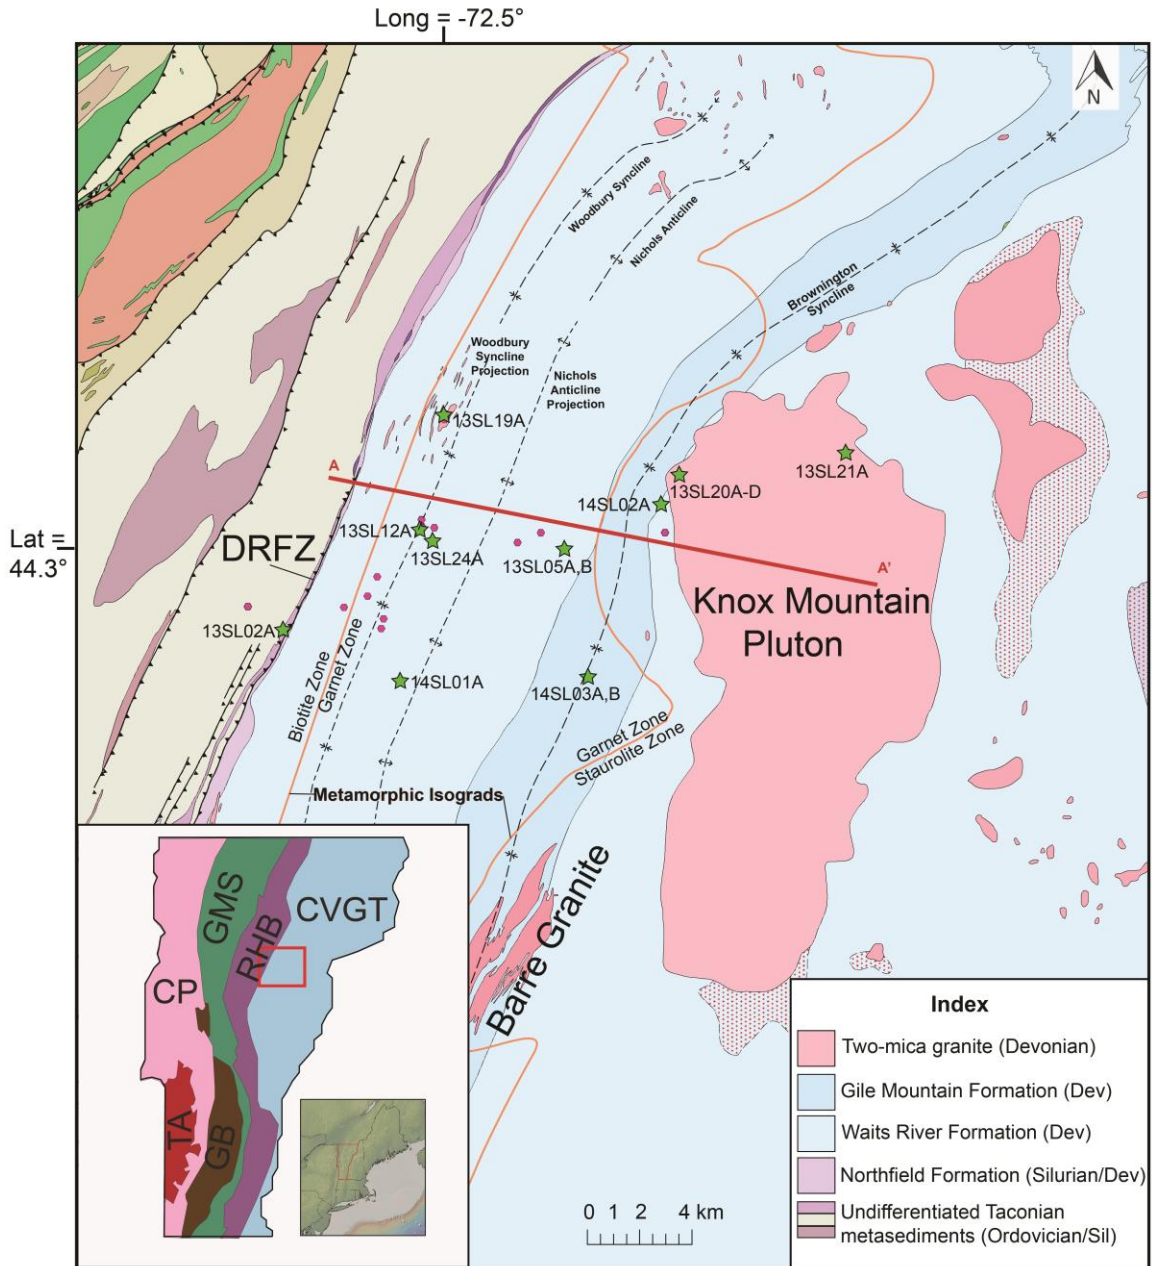 Long = -72.5°
N
Woodbury Syncline
Nichols Anticline
Brownington
Syncline
Woodbury
Syncline
Projection
Nichols
Anticline
Projection
13SL19A
A
13SL21A
13SL20A-D
14SL02A
13SL12A
Lat =
44.3°
DRFZ
13SL24A
13SL05A,B
A'
Knox Mountain
Pluton
13SL02A
Biotite Zone
Garnet Zone
14SL01A
14SL03A,B
Garnet Zone
Staurolite Zone
Metamorphic Isograds
Barre Granite
GMS
CVGT
RHB
CP
TA
GB
0 1 2 4 km
Index
Two-mica granite (Devonian)
Gile Mountain Formation (Dev)
Waits River Formation (Dev)
Northfield Formation (Silurian/Dev)
Undifferentiated Taconian
metasediments (Ordovician/Sil)